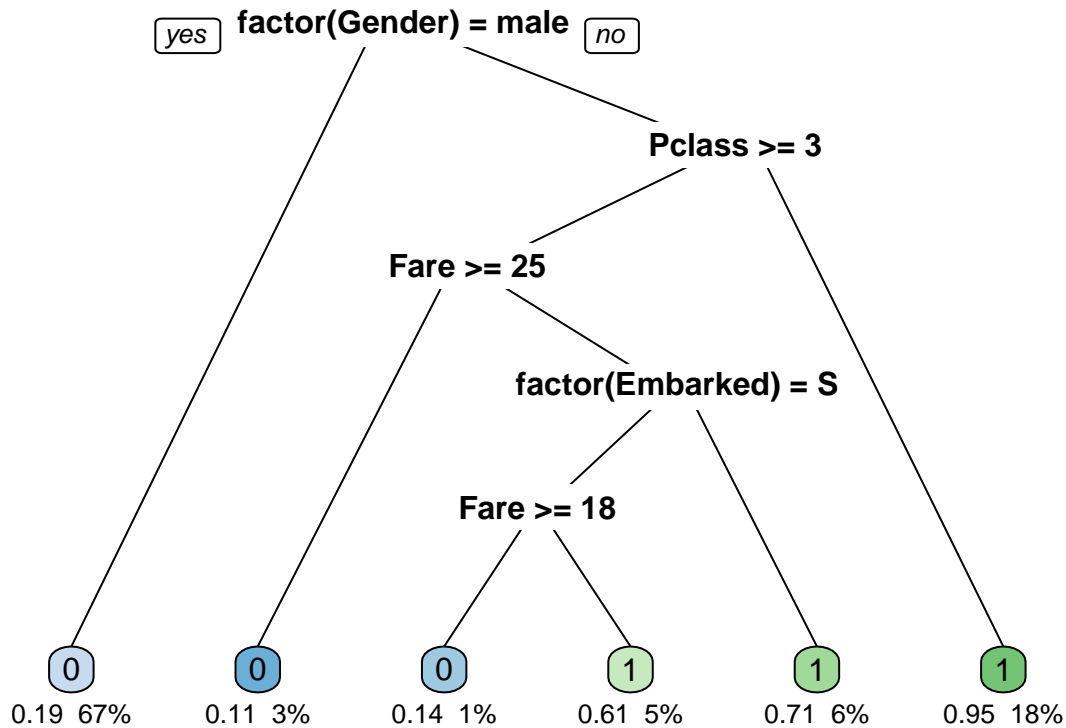 yes factor(Gender) = male no
Pclass >= 3
Fare >= 25
factor(Embarked) = S
Fare >= 18
0 0 0 1 1 1
0.19 67% 0.11 3% 0.14 1% 0.61 5% 0.71 6% 0.95 18%